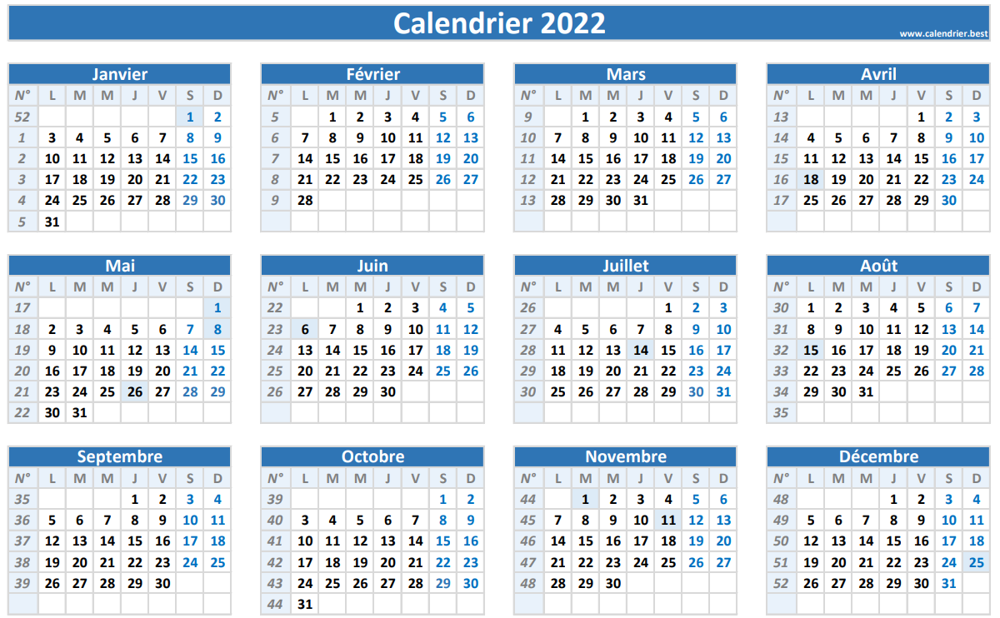 Calendrier 2022
www.calendrier.best
Janvier
N° L M M J V S D
52 1 2
1 3 4 5 6 7 8 9
2 10 11 12 13 14 15 16
3 17 18 19 20 21 22 23
4 24 25 26 27 28 29 30
5 31
Février
N° L M M J V S D
5 1 2 3 4 5 6
6 7 8 9 10 11 12 13
7 14 15 16 17 18 19 20
8 21 22 23 24 25 26 27
9 28
Mars
N° L M M J V S D
9 1 2 3 4 5 6
10 7 8 9 10 11 12 13
11 14 15 16 17 18 19 20
12 21 22 23 24 25 26 27
13 28 29 30 31
Avril
N° L M M J V S D
13 1 2 3
14 4 5 6 7 8 9 10
15 11 12 13 14 15 16 17
16 18 19 20 21 22 23 24
17 25 26 27 28 29 30
Mai
N° L M M J V S D
17 1
18 2 3 4 5 6 7 8
19 9 10 11 12 13 14 15
20 16 17 18 19 20 21 22
21 23 24 25 26 27 28 29
22 30 31
Juin
N° L M M J V S D
22 1 2 3 4 5
23 6 7 8 9 10 11 12
24 13 14 15 16 17 18 19
25 20 21 22 23 24 25 26
26 27 28 29 30
Juillet
N° L M M J V S D
26 1 2 3
27 4 5 6 7 8 9 10
28 11 12 13 14 15 16 17
29 18 19 20 21 22 23 24
30 25 26 27 28 29 30 31
Août
N° L M M J V S D
30 1 2 3 4 5 6 7
31 8 9 10 11 12 13 14
32 15 16 17 18 19 20 21
33 22 23 24 25 26 27 28
34 29 30 31
35
Septembre
N° L M M J V S D
35 1 2 3 4
36 5 6 7 8 9 10 11
37 12 13 14 15 16 17 18
38 19 20 21 22 23 24 25
39 26 27 28 29 30
Octobre
N° L M M J V S D
39 1 2
40 3 4 5 6 7 8 9
41 10 11 12 13 14 15 16
42 17 18 19 20 21 22 23
43 24 25 26 27 28 29 30
44 31
Novembre
N° L M M J V S D
44 1 2 3 4 5 6
45 7 8 9 10 11 12 13
46 14 15 16 17 18 19 20
47 21 22 23 24 25 26 27
48 28 29 30
Décembre
N° L M M J V S D
48 1 2 3 4
49 5 6 7 8 9 10 11
50 12 13 14 15 16 17 18
51 19 20 21 22 23 24 25
52 26 27 28 29 30 31